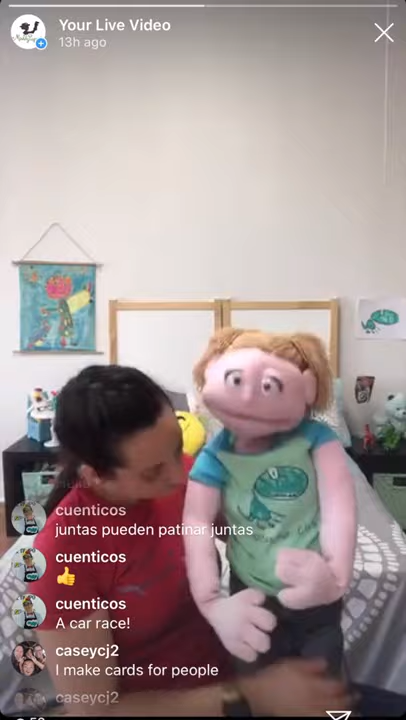 Your Live Video
13h ago
cuenticos
juntas pueden patinar juntas
cuenticos
👍
cuenticos
A car race!
caseycj2
I make cards for people
caseycj2